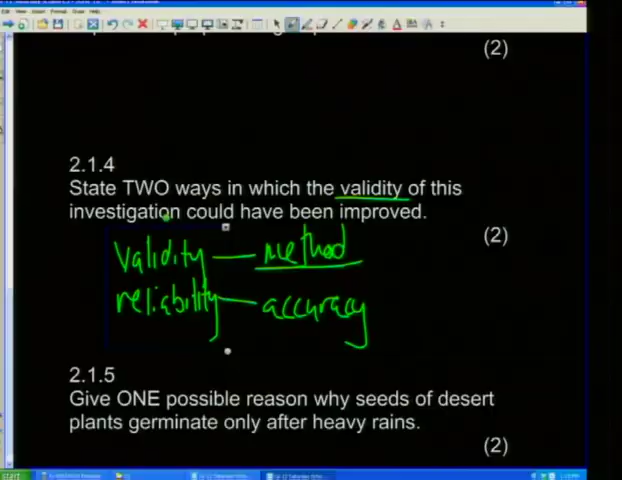 (2)
2.1.4
State TWO ways in which the validity of this
investigation could have been improved.
(2)
validity — method
reliability — accuracy
2.1.5
Give ONE possible reason why seeds of desert
plants germinate only after heavy rains.
(2)
start